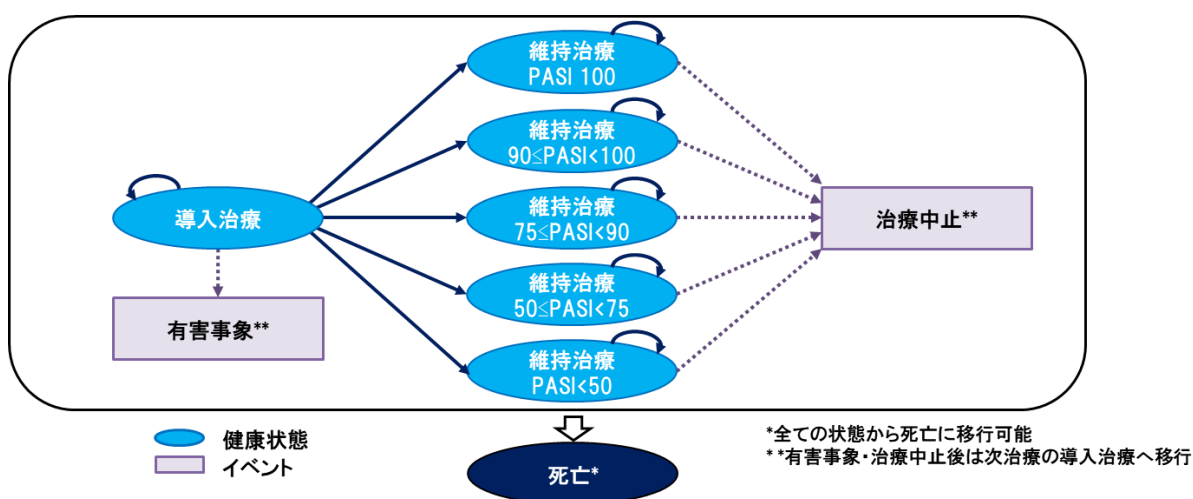 維持治療
PASI 100
維持治療
90≤PASI<100
導入治療
維持治療
75≤PASI<90
治療中止**
維持治療
50≤PASI<75
有害事象**
維持治療
PASI<50
健康状態
イベント
死亡*
*全ての状態から死亡に移行可能
**有害事象・治療中止後は次治療の導入治療へ移行